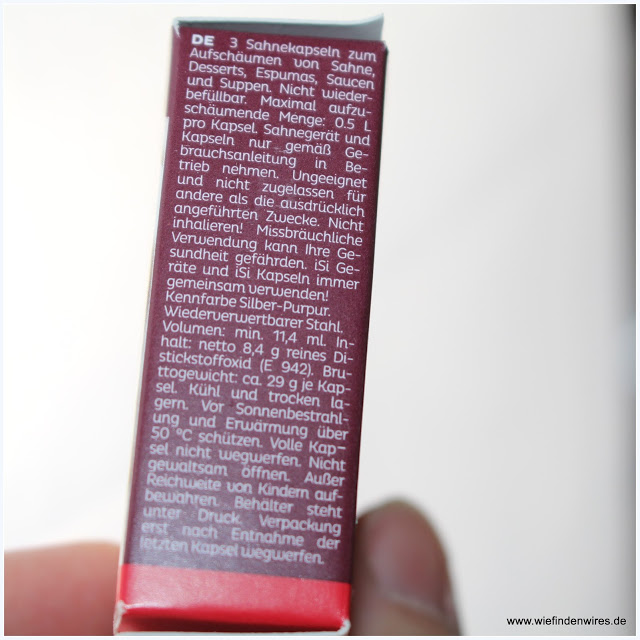 DE 3 Sahnekapseln zum
Aufschäumen von Sahne,
Desserts, Espumas, Saucen
und Suppen. Nicht wieder-
befüllbar. Maximal aufzu-
schäumende Menge: 0.5 L
pro Kapsel. Sahnegerät und
Kapseln nur gemäß Ge-
brauchsanleitung in Be-
trieb nehmen. Ungeeignet
und nicht zugelassen für
andere als die ausdrücklich
angeführten Zwecke. Nicht
inhalieren! Missbräuchliche
Verwendung kann Ihre Ge-
sundheit gefährden. iSi Ge-
räte und iSi Kapseln immer
gemeinsam verwenden!
Kennfarbe Silber-Purpur.
Wiederverwertbarer Stahl.
Volumen: min. 11,4 ml. In-
halt: netto 8,4 g reines Di-
stickstoffoxid (E 942). Bru-
ttogewicht: ca. 29 g je Kap-
sel. Kühl und trocken la-
gern. Vor Sonnenbestrahl-
ung und Erwärmung über
50 °C schützen. Volle Kap-
sel nicht wegwerfen. Nicht
gewaltsam öffnen. Außer
Reichweite von Kindern auf-
bewahren. Behälter steht
unter Druck. Verpackung
erst nach Entnahme der
letzten Kapsel wegwerfen.
www.wiefindenwires.de